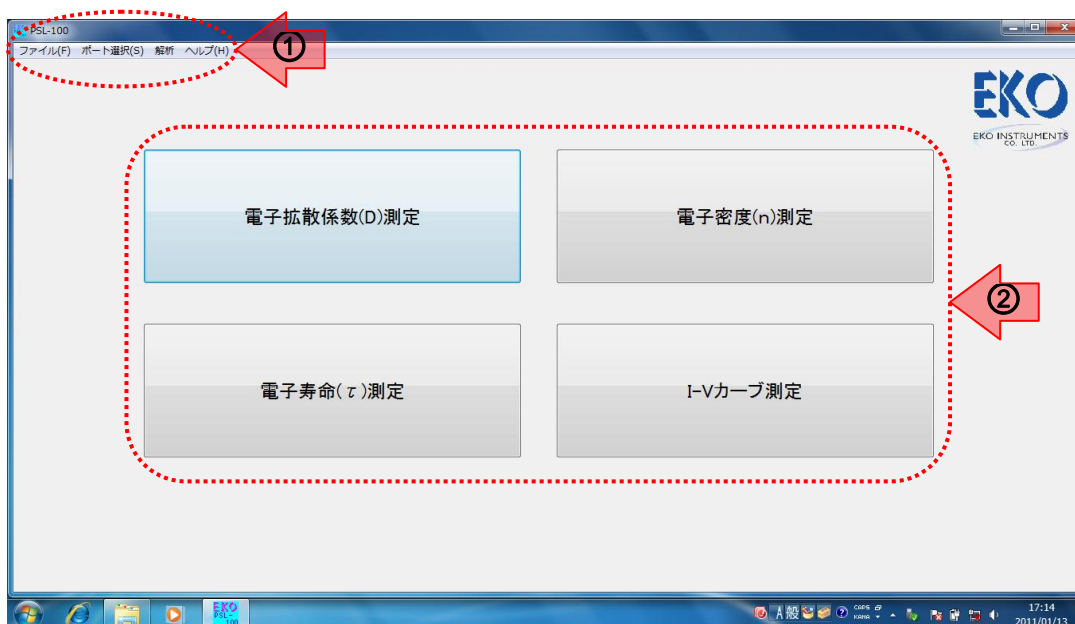 PSL-100
ファイル(F) ポート選択(S) 解析 ヘルプ(H)
①
EKO
EKO INSTRUMENTS
CO. LTD.
電子拡散係数(D)測定
電子密度(n)測定
②
電子寿命(τ)測定
I-Vカーブ測定
EKO
PSL-
100
A 般
CAPS
KANA
17:14
2011/01/13